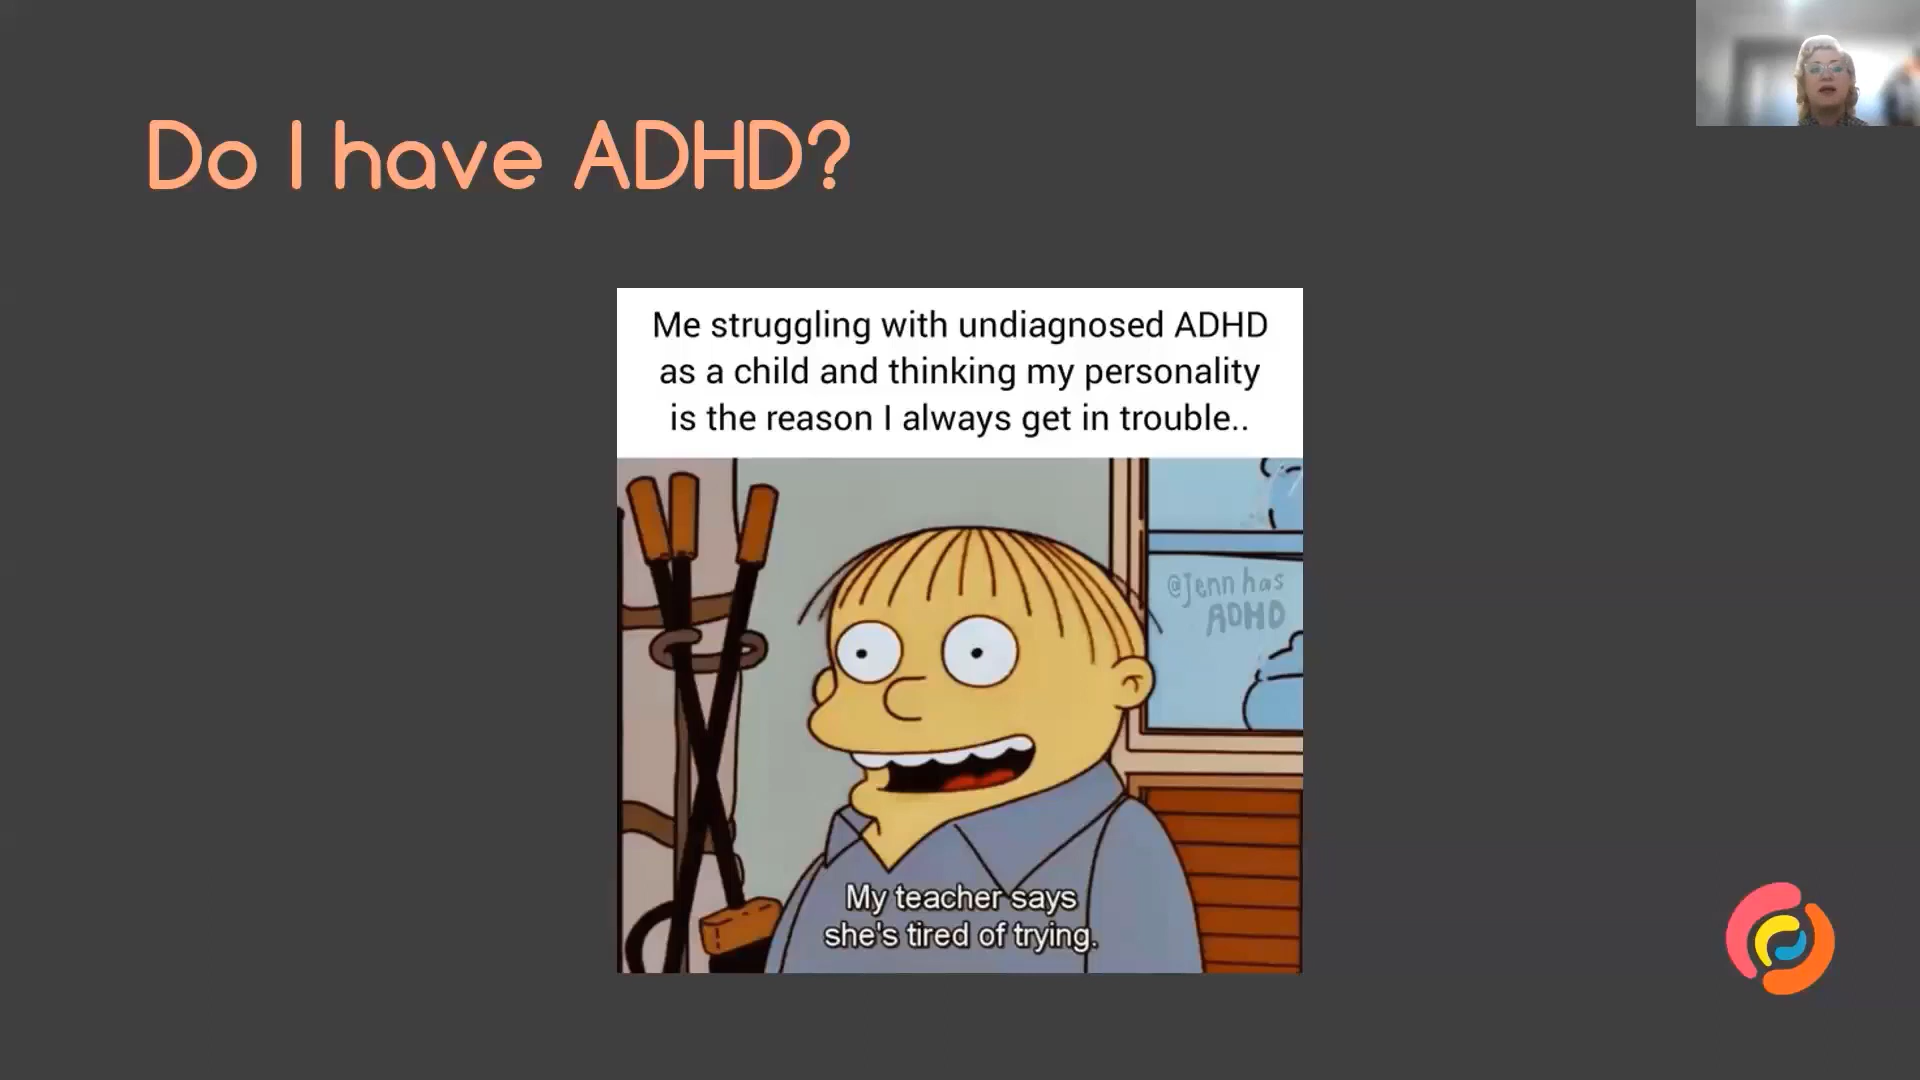 Do I have ADHD?
Me struggling with undiagnosed ADHD
as a child and thinking my personality
is the reason I always get in trouble..
@Jenn has
ADHD
My teacher says
she's tired of trying.